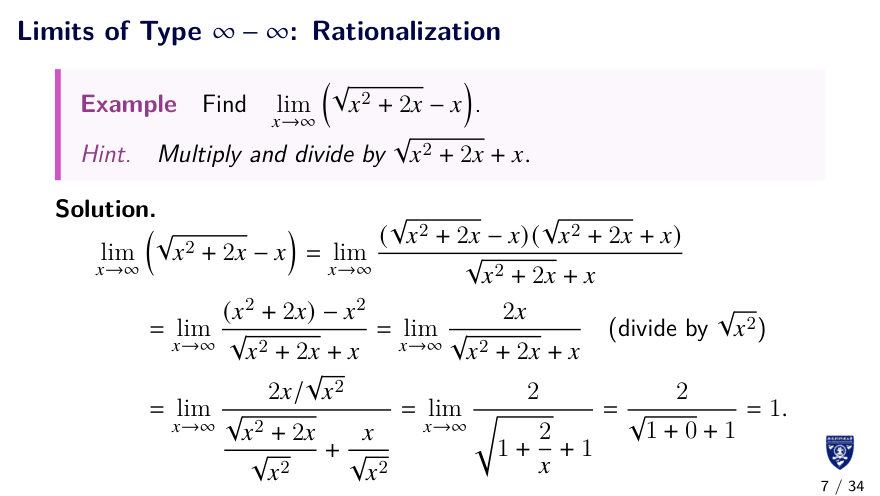 Limits of Type ∞ − ∞: Rationalization
Example Find lim_{x→∞} (√(x² + 2x) − x).
Hint. Multiply and divide by √(x² + 2x) + x.
Solution.
lim_{x→∞} (√(x² + 2x) − x) = lim_{x→∞} (√(x² + 2x) − x)(√(x² + 2x) + x) / (√(x² + 2x) + x)
= lim_{x→∞} ((x² + 2x) − x²) / (√(x² + 2x) + x) = lim_{x→∞} 2x / (√(x² + 2x) + x) (divide by √(x²))
= lim_{x→∞} (2x/√(x²)) / (√(x² + 2x)/√(x²) + x/√(x²)) = lim_{x→∞} 2 / (√(1 + 2/x) + 1) = 2 / (√(1 + 0) + 1) = 1.
7 / 34